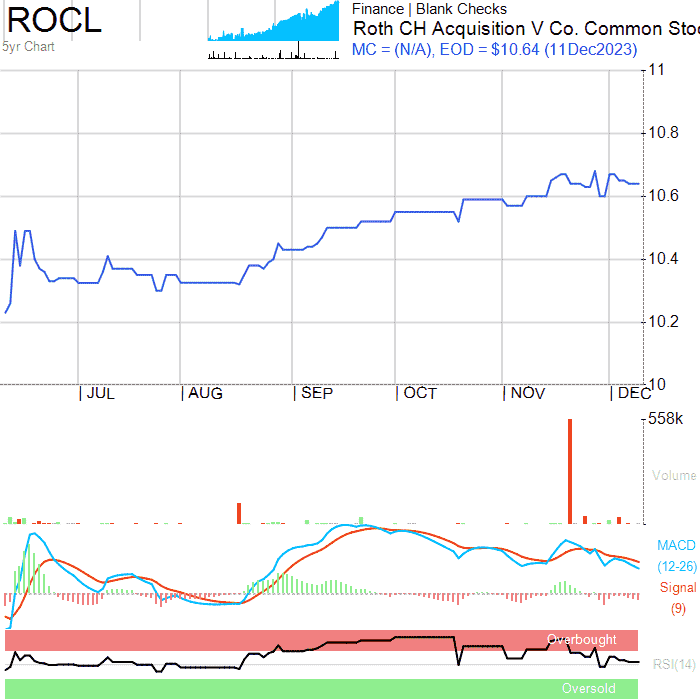 ROCL
5yr Chart
Finance | Blank Checks
Roth CH Acquisition V Co. Common Sto
MC = (N/A), EOD = $10.64 (11Dec2023)
11
10.8
10.6
10.4
10.2
10
| JUL | AUG | SEP | OCT | NOV | DEC
558k
Volume
MACD
(12-26)
Signal
(9)
Overbought
RSI(14)
Oversold